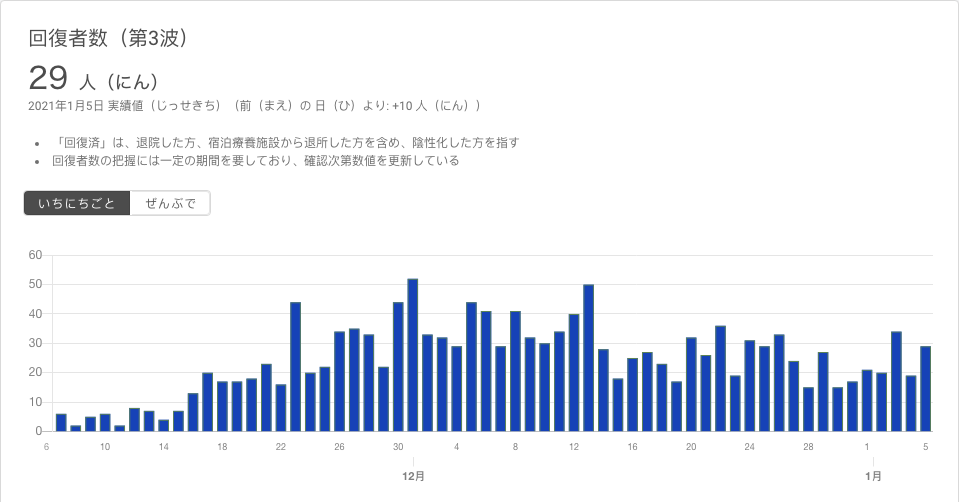 回復者数（第3波）
29 人（にん）
2021年1月5日 実績値（じっせきち）（前（まえ）の 日（ひ）より: +10 人（にん））
• 「回復済」は、退院した方、宿泊療養施設から退所した方を含め、陰性化した方を指す
• 回復者数の把握には一定の期間を要しており、確認次第数値を更新している
いちにちごと ぜんぶで
60
50
40
30
20
10
0
6 10 14 18 22 26 30 4 8 12 16 20 24 28 1 5
12月 1月